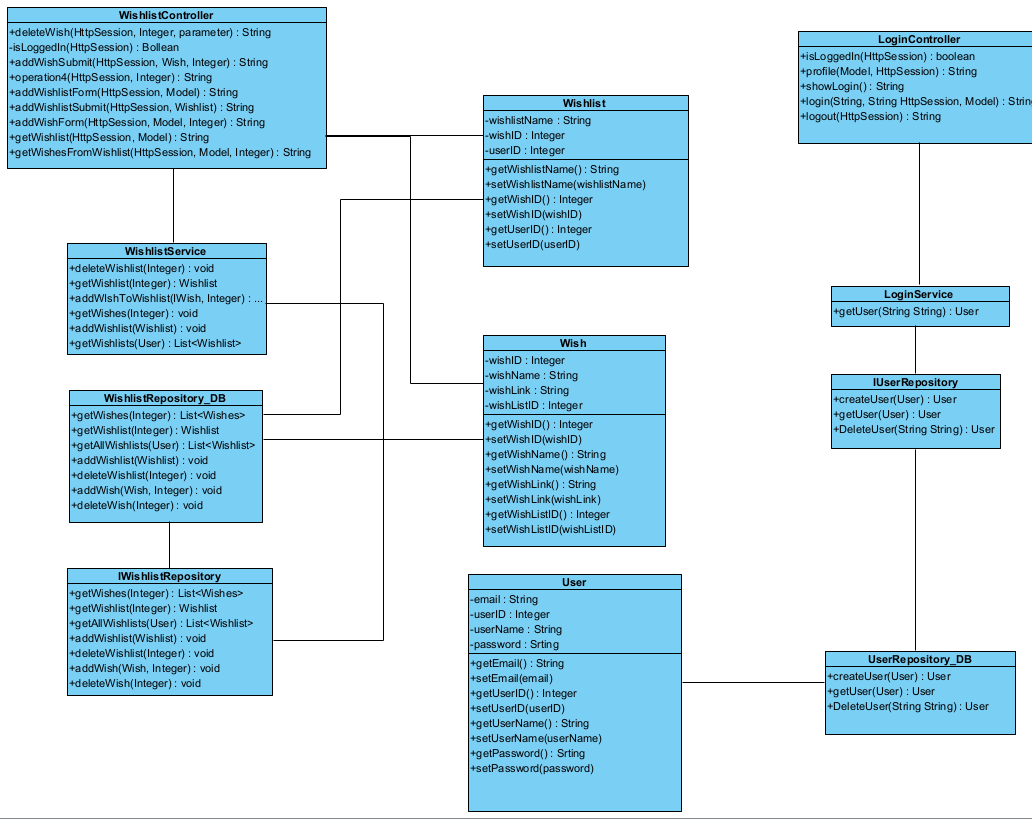 WishlistController
+deleteWish(HttpSession, Integer, parameter) : String
-isLoggedIn(HttpSession) : Bollean
+addWishSubmit(HttpSession, Wish, Integer) : String
+operation4(HttpSession, Integer) : String
+addWishlistForm(HttpSession, Model) : String
+addWishlistSubmit(HttpSession, Wishlist) : String
+addWishForm(HttpSession, Model, Integer) : String
+getWishlist(HttpSession, Model) : String
+getWishesFromWishlist(HttpSession, Model, Integer) : String
WishlistService
+deleteWishlist(Integer) : void
+getWishlist(Integer) : Wishlist
+addWIshToWishlist(IWish, Integer) : ...
+getWishes(Integer) : void
+addWishlist(Wishlist) : void
+getWishlists(User) : List<Wishlist>
WishlistRepository_DB
+getWishes(Integer) : List<Wishes>
+getWishlist(Integer) : Wishlist
+getAllWishlists(User) : List<Wishlist>
+addWishlist(Wishlist) : void
+deleteWishlist(Integer) : void
+addWish(Wish, Integer) : void
+deleteWish(Integer) : void
IWishlistRepository
+getWishes(Integer) : List<Wishes>
+getWishlist(Integer) : Wishlist
+getAllWishlists(User) : List<Wishlist>
+addWishlist(Wishlist) : void
+deleteWishlist(Integer) : void
+addWish(Wish, Integer) : void
+deleteWish(Integer) : void
Wishlist
-wishlistName : String
-wishID : Integer
-userID : Integer
+getWishlistName() : String
+setWishlistName(wishlistName)
+getWishID() : Integer
+setWishID(wishID)
+getUserID() : Integer
+setUserID(userID)
Wish
-wishID : Integer
-wishName : String
-wishLink : String
-wishListID : Integer
+getWishID() : Integer
+setWishID(wishID)
+getWishName() : String
+setWishName(wishName)
+getWishLink() : String
+setWishLink(wishLink)
+getWishListID() : Integer
+setWishListID(wishListID)
User
-email : String
-userID : Integer
-userName : String
-password : Srting
+getEmail() : String
+setEmail(email)
+getUserID() : Integer
+setUserID(userID)
+getUserName() : String
+setUserName(userName)
+getPassword() : Srting
+setPassword(password)
LoginController
+isLoggedIn(HttpSession) : boolean
+profile(Model, HttpSession) : String
+showLogin() : String
+login(String, String HttpSession, Model) : Strin
+logout(HttpSession) : String
LoginService
+getUser(String String) : User
IUserRepository
+createUser(User) : User
+getUser(User) : User
+DeleteUser(String String) : User
UserRepository_DB
+createUser(User) : User
+getUser(User) : User
+DeleteUser(String String) : User